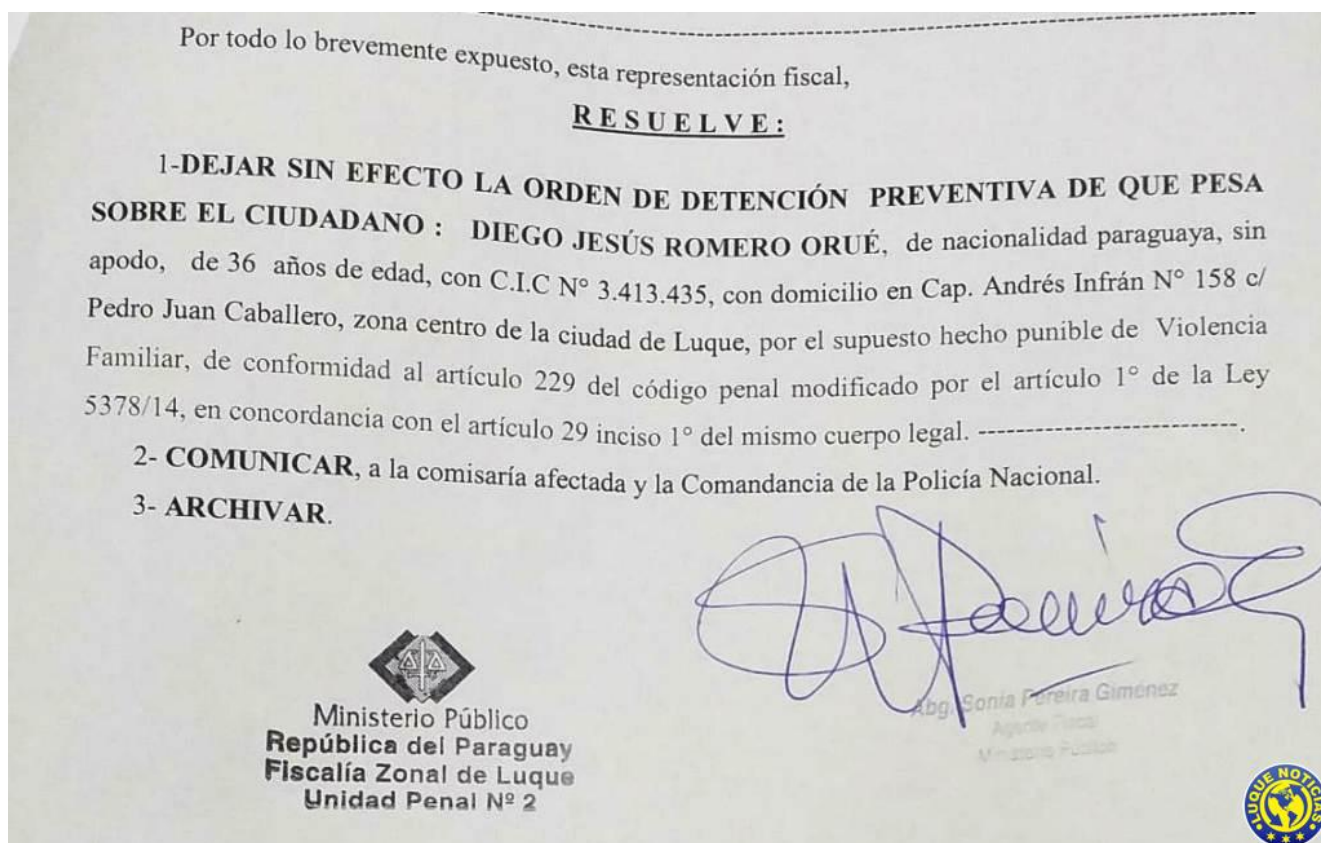 Por todo lo brevemente expuesto, esta representación fiscal,
R E S U E L V E :
1-DEJAR SIN EFECTO LA ORDEN DE DETENCIÓN PREVENTIVA DE QUE PESA
SOBRE EL CIUDADANO : DIEGO JESÚS ROMERO ORUÉ, de nacionalidad paraguaya, sin
apodo, de 36 años de edad, con C.I.C N° 3.413.435, con domicilio en Cap. Andrés Infrán N° 158 c/
Pedro Juan Caballero, zona centro de la ciudad de Luque, por el supuesto hecho punible de Violencia
Familiar, de conformidad al artículo 229 del código penal modificado por el artículo 1° de la Ley
5378/14, en concordancia con el artículo 29 inciso 1° del mismo cuerpo legal. ---------------------------.
2- COMUNICAR, a la comisaría afectada y la Comandancia de la Policía Nacional.
3- ARCHIVAR.
Abg. Sonia Pereira Giménez
Agente Fiscal
Ministerio Público
Ministerio Público
República del Paraguay
Fiscalía Zonal de Luque
Unidad Penal Nº 2
LUQUE NOTICIAS